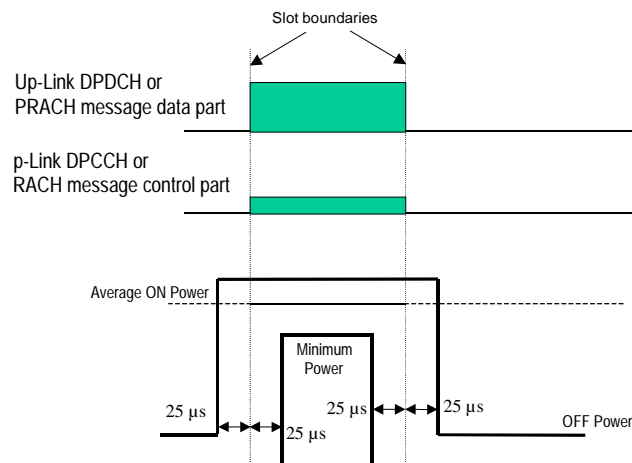 Slot boundaries
Up-Link DPDCH or
PRACH message data part
p-Link DPCCH or
RACH message control part
Average ON Power
Minimum
Power
25 µs
25 µs
25 µs
25 µs
OFF Power